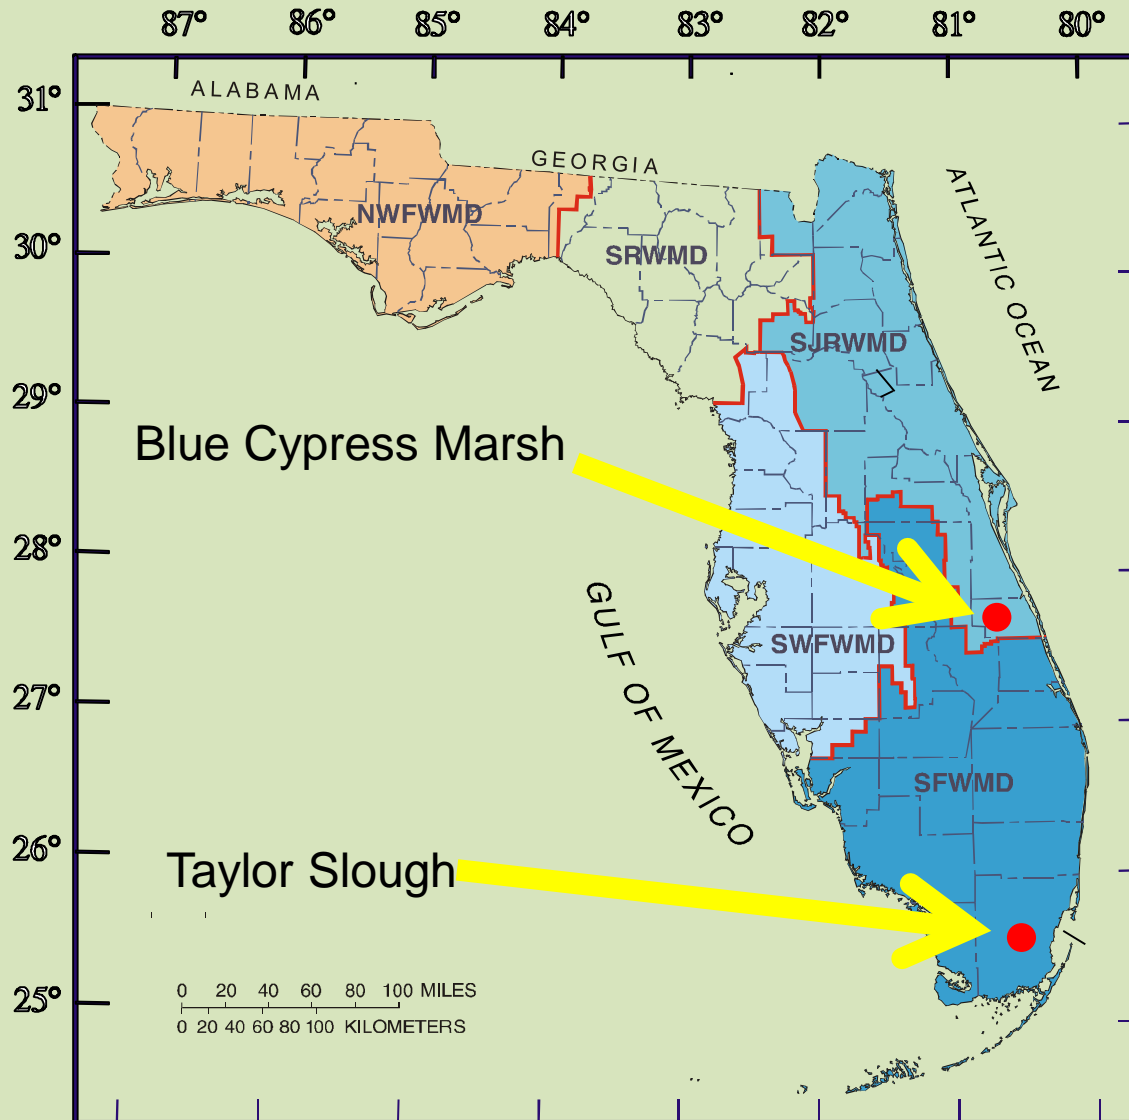 87° 86° 85° 84° 83° 82° 81° 80°
31°
ALABAMA
GEORGIA
ATLANTIC OCEAN
NWFWMD
30°
SRWMD
SJRWMD
29°
Blue Cypress Marsh
28°
GULF OF MEXICO
SWFWMD
27°
SFWMD
26°
Taylor Slough
25°
0 20 40 60 80 100 MILES
0 20 40 60 80 100 KILOMETERS